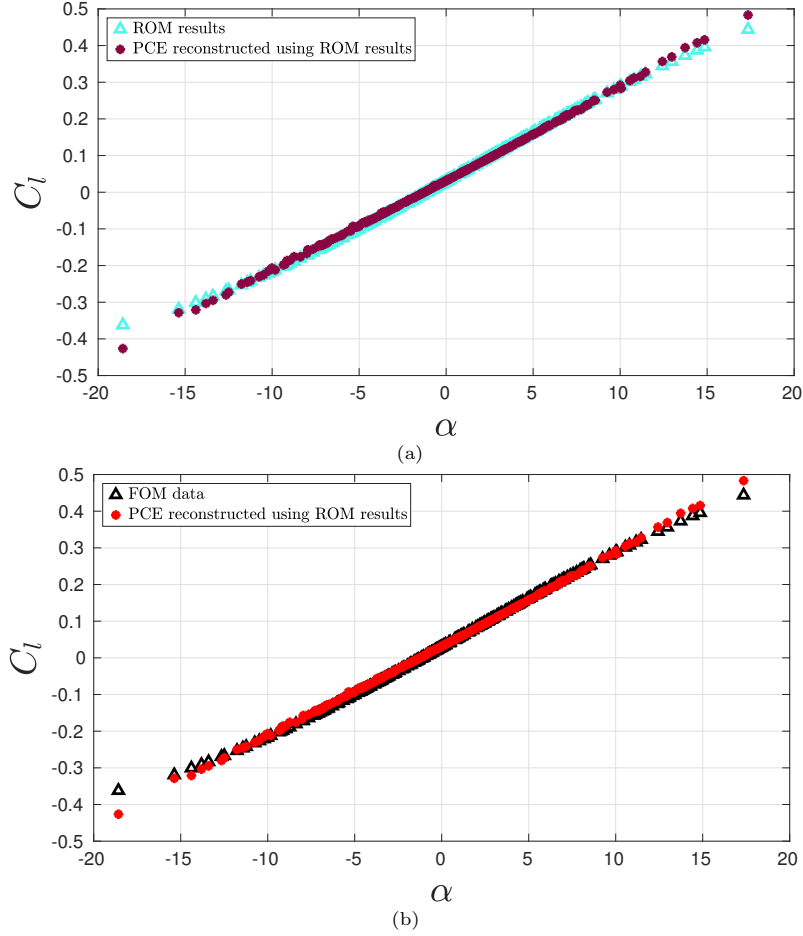 0.5
ROM results
PCE reconstructed using ROM results
0.4
0.3
0.2
0.1
0
-0.1
-0.2
-0.3
-0.4
-0.5
C_l
-20 -15 -10 -5 0 5 10 15 20
α
(a)
0.5
FOM data
PCE reconstructed using ROM results
0.4
0.3
0.2
0.1
0
-0.1
-0.2
-0.3
-0.4
-0.5
C_l
-20 -15 -10 -5 0 5 10 15 20
α
(b)